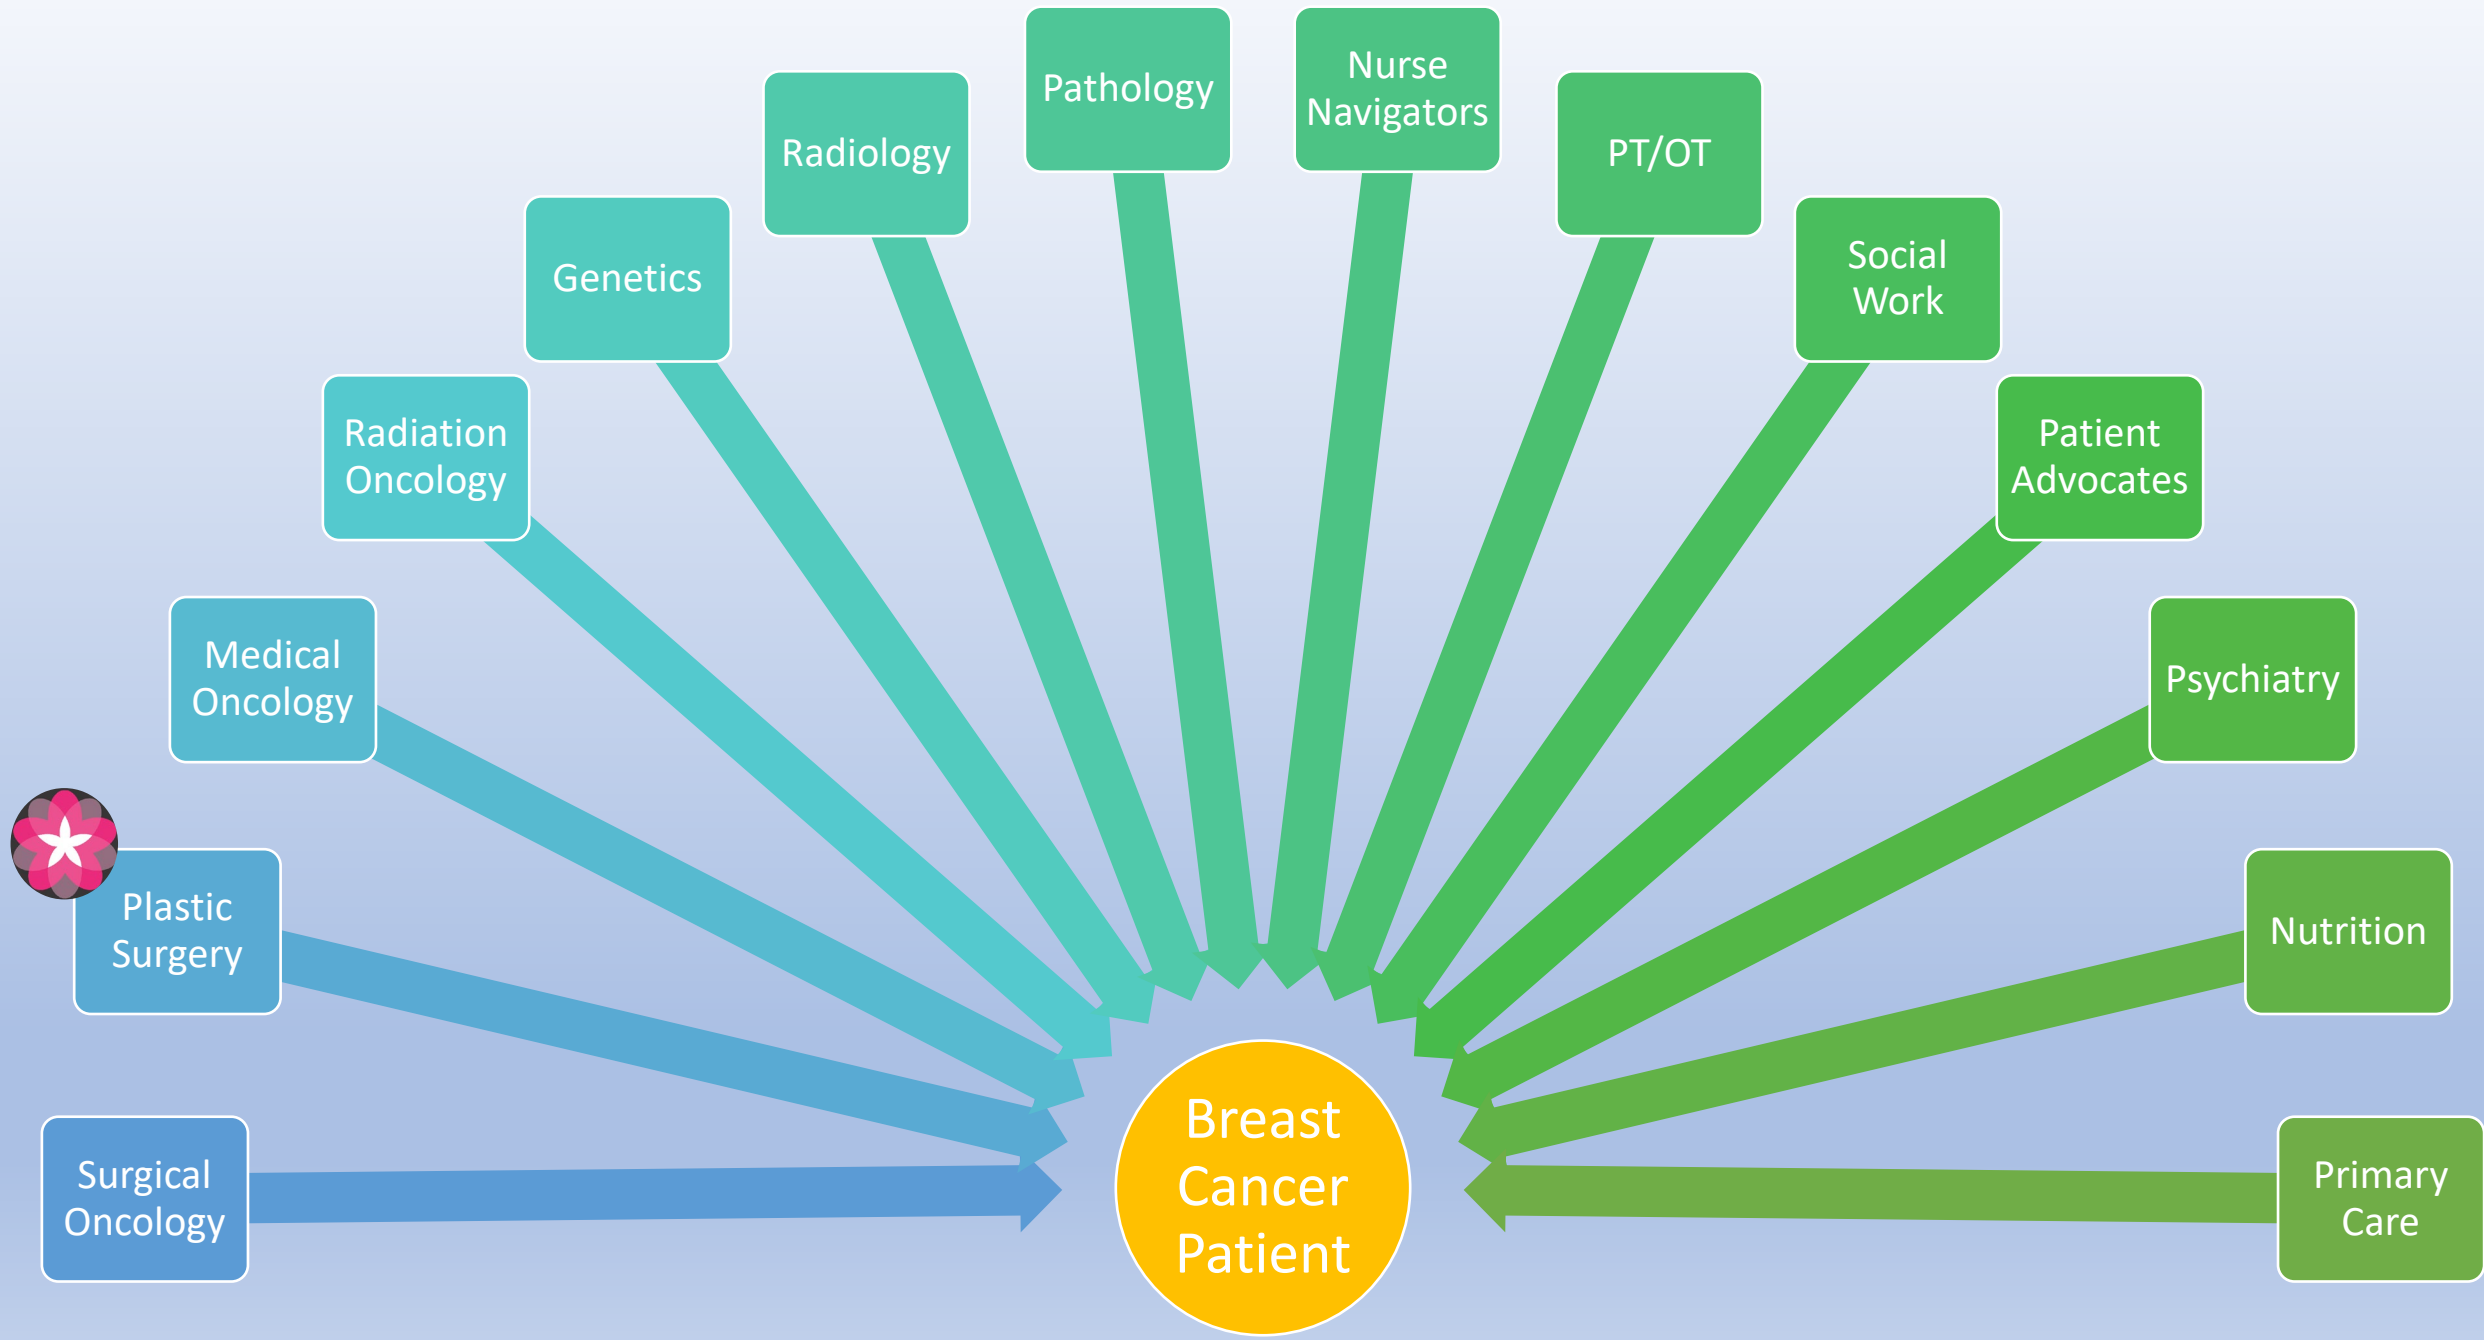 Pathology
Nurse
Navigators
Radiology
PT/OT
Genetics
Social
Work
Radiation
Oncology
Patient
Advocates
Medical
Oncology
Psychiatry
Plastic
Surgery
Nutrition
Surgical
Oncology
Breast
Cancer
Patient
Primary
Care